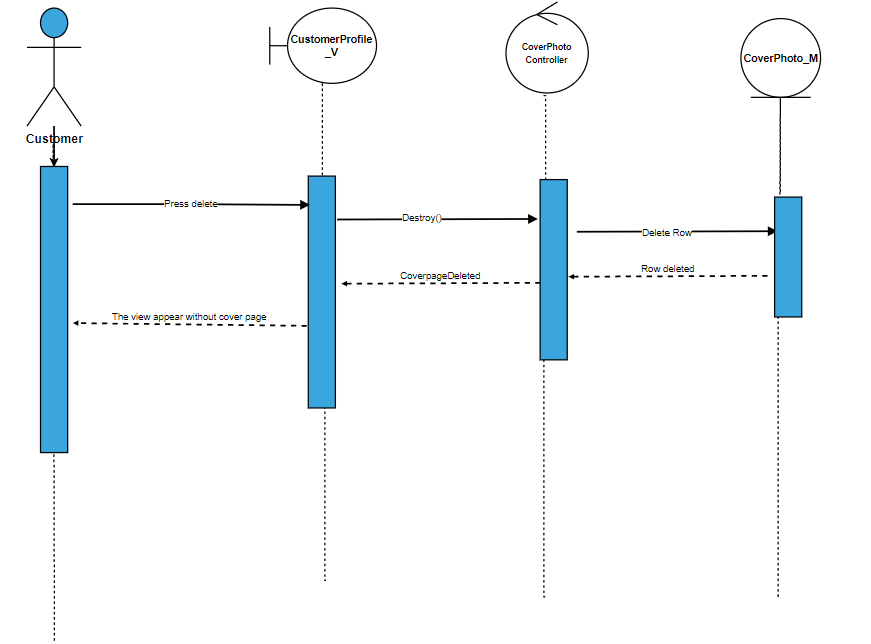 CustomerProfile
_V
CoverPhoto
Controller
CoverPhoto_M
Customer
Press delete
Destroy()
Delete Row
Row deleted
CoverpageDeleted
The view appear without cover page